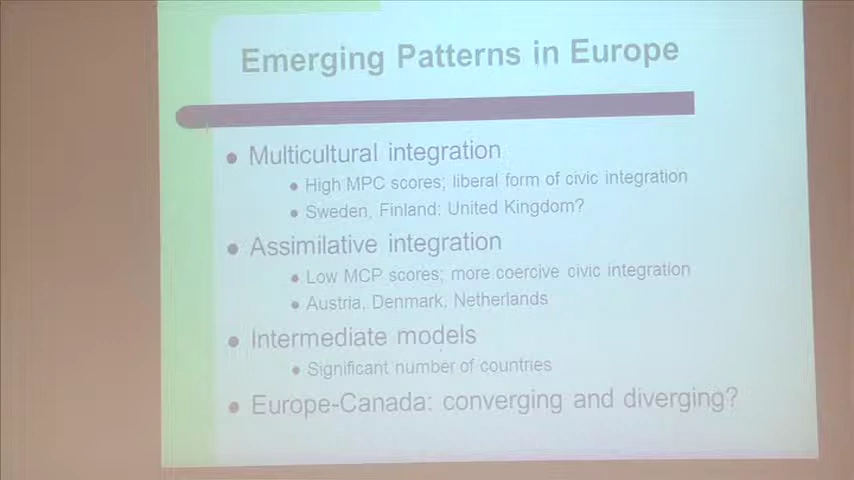 Emerging Patterns in Europe
• Multicultural integration
• High MPC scores; liberal form of civic integration
• Sweden, Finland: United Kingdom?
• Assimilative integration
• Low MCP scores; more coercive civic integration
• Austria, Denmark, Netherlands
• Intermediate models
• Significant number of countries
• Europe-Canada: converging and diverging?